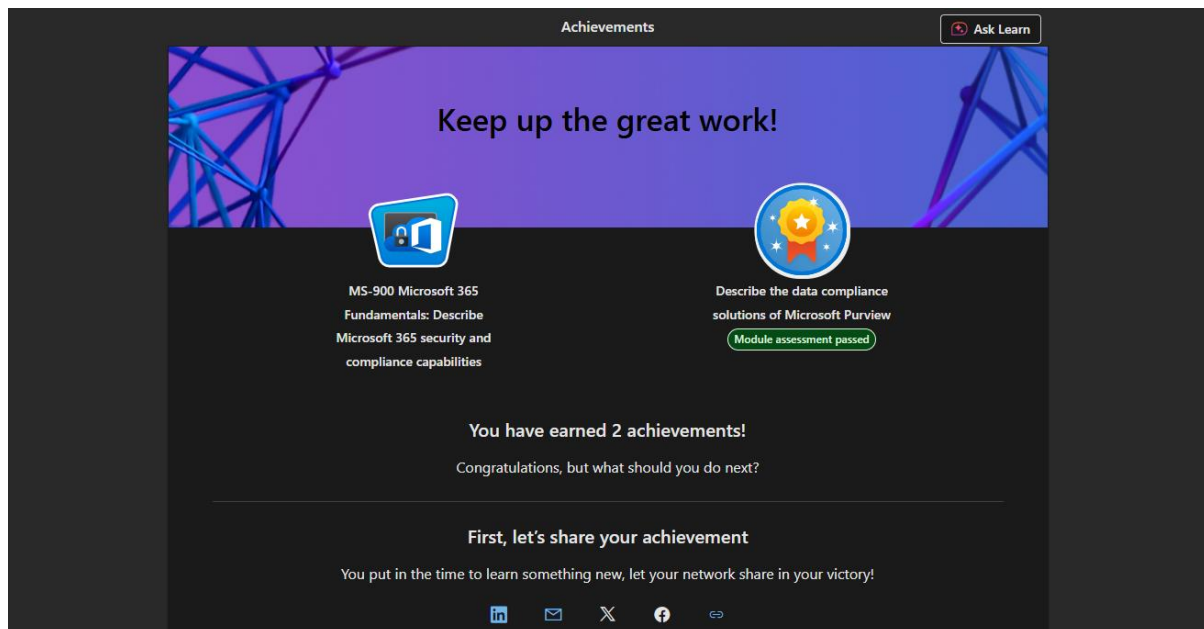 Achievements
Ask Learn
Keep up the great work!
MS-900 Microsoft 365
Fundamentals: Describe
Microsoft 365 security and
compliance capabilities
Describe the data compliance
solutions of Microsoft Purview
Module assessment passed
You have earned 2 achievements!
Congratulations, but what should you do next?
First, let’s share your achievement
You put in the time to learn something new, let your network share in your victory!